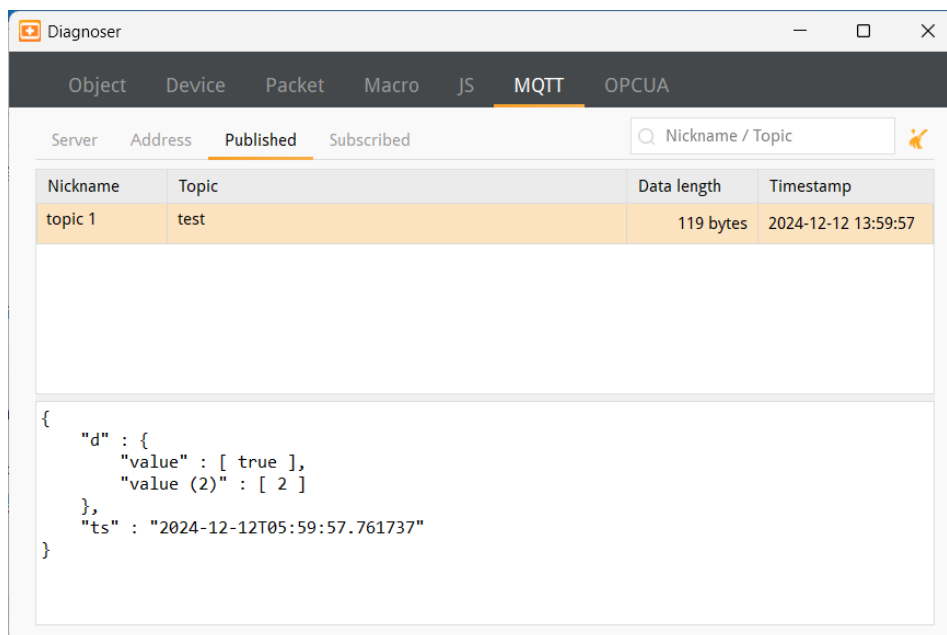 Diagnoser
Object Device Packet Macro JS MQTT OPCUA
Server Address Published Subscribed Nickname / Topic
Nickname Topic Data length Timestamp
topic 1 test 119 bytes 2024-12-12 13:59:57
{
    "d" : {
        "value" : [ true ],
        "value (2)" : [ 2 ]
    },
    "ts" : "2024-12-12T05:59:57.761737"
}